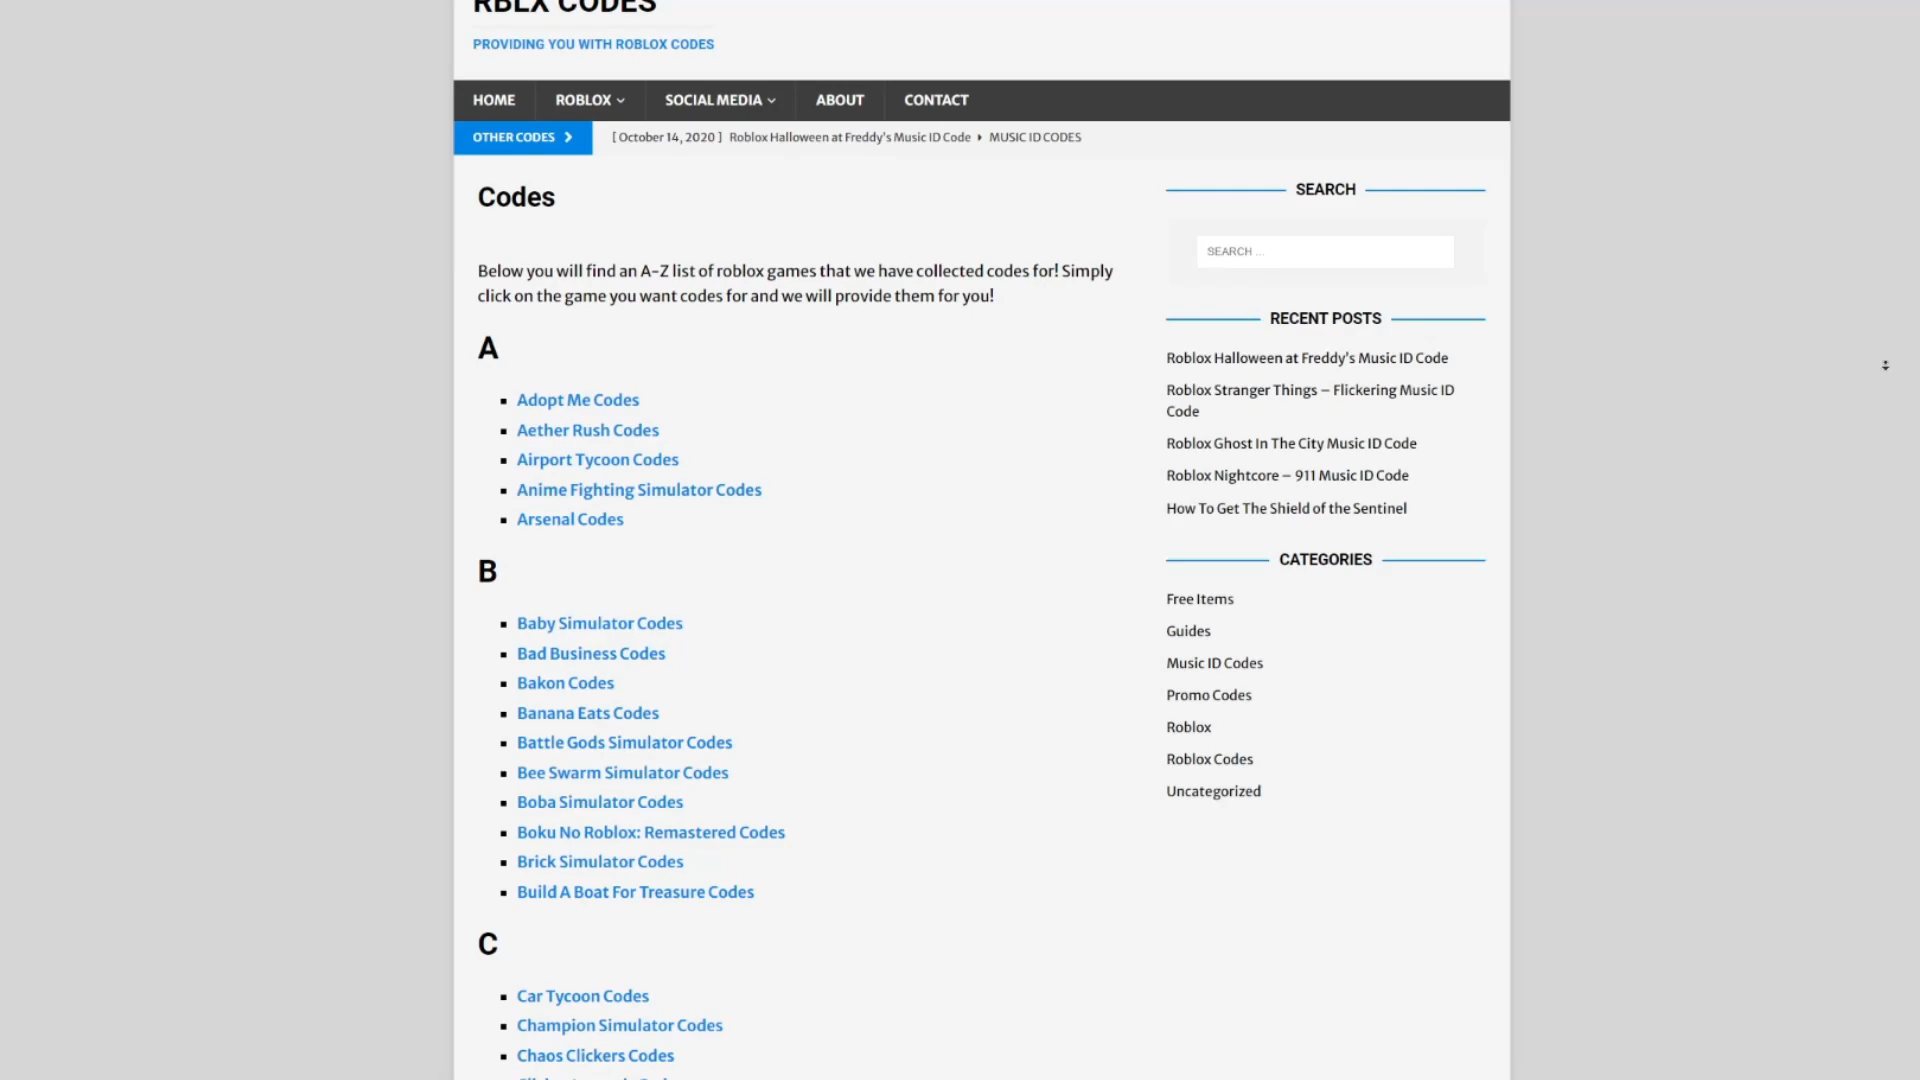 RBLX CODES
PROVIDING YOU WITH ROBLOX CODES
HOME ROBLOX SOCIAL MEDIA ABOUT CONTACT
OTHER CODES [ October 14, 2020 ] Roblox Halloween at Freddy's Music ID Code MUSIC ID CODES
Codes
Below you will find an A-Z list of roblox games that we have collected codes for! Simply
click on the game you want codes for and we will provide them for you!
A
Adopt Me Codes
Aether Rush Codes
Airport Tycoon Codes
Anime Fighting Simulator Codes
Arsenal Codes
B
Baby Simulator Codes
Bad Business Codes
Bakon Codes
Banana Eats Codes
Battle Gods Simulator Codes
Bee Swarm Simulator Codes
Boba Simulator Codes
Boku No Roblox: Remastered Codes
Brick Simulator Codes
Build A Boat For Treasure Codes
C
Car Tycoon Codes
Champion Simulator Codes
Chaos Clickers Codes
SEARCH
SEARCH ...
RECENT POSTS
Roblox Halloween at Freddy's Music ID Code
Roblox Stranger Things – Flickering Music ID
Code
Roblox Ghost In The City Music ID Code
Roblox Nightcore – 911 Music ID Code
How To Get The Shield of the Sentinel
CATEGORIES
Free Items
Guides
Music ID Codes
Promo Codes
Roblox
Roblox Codes
Uncategorized